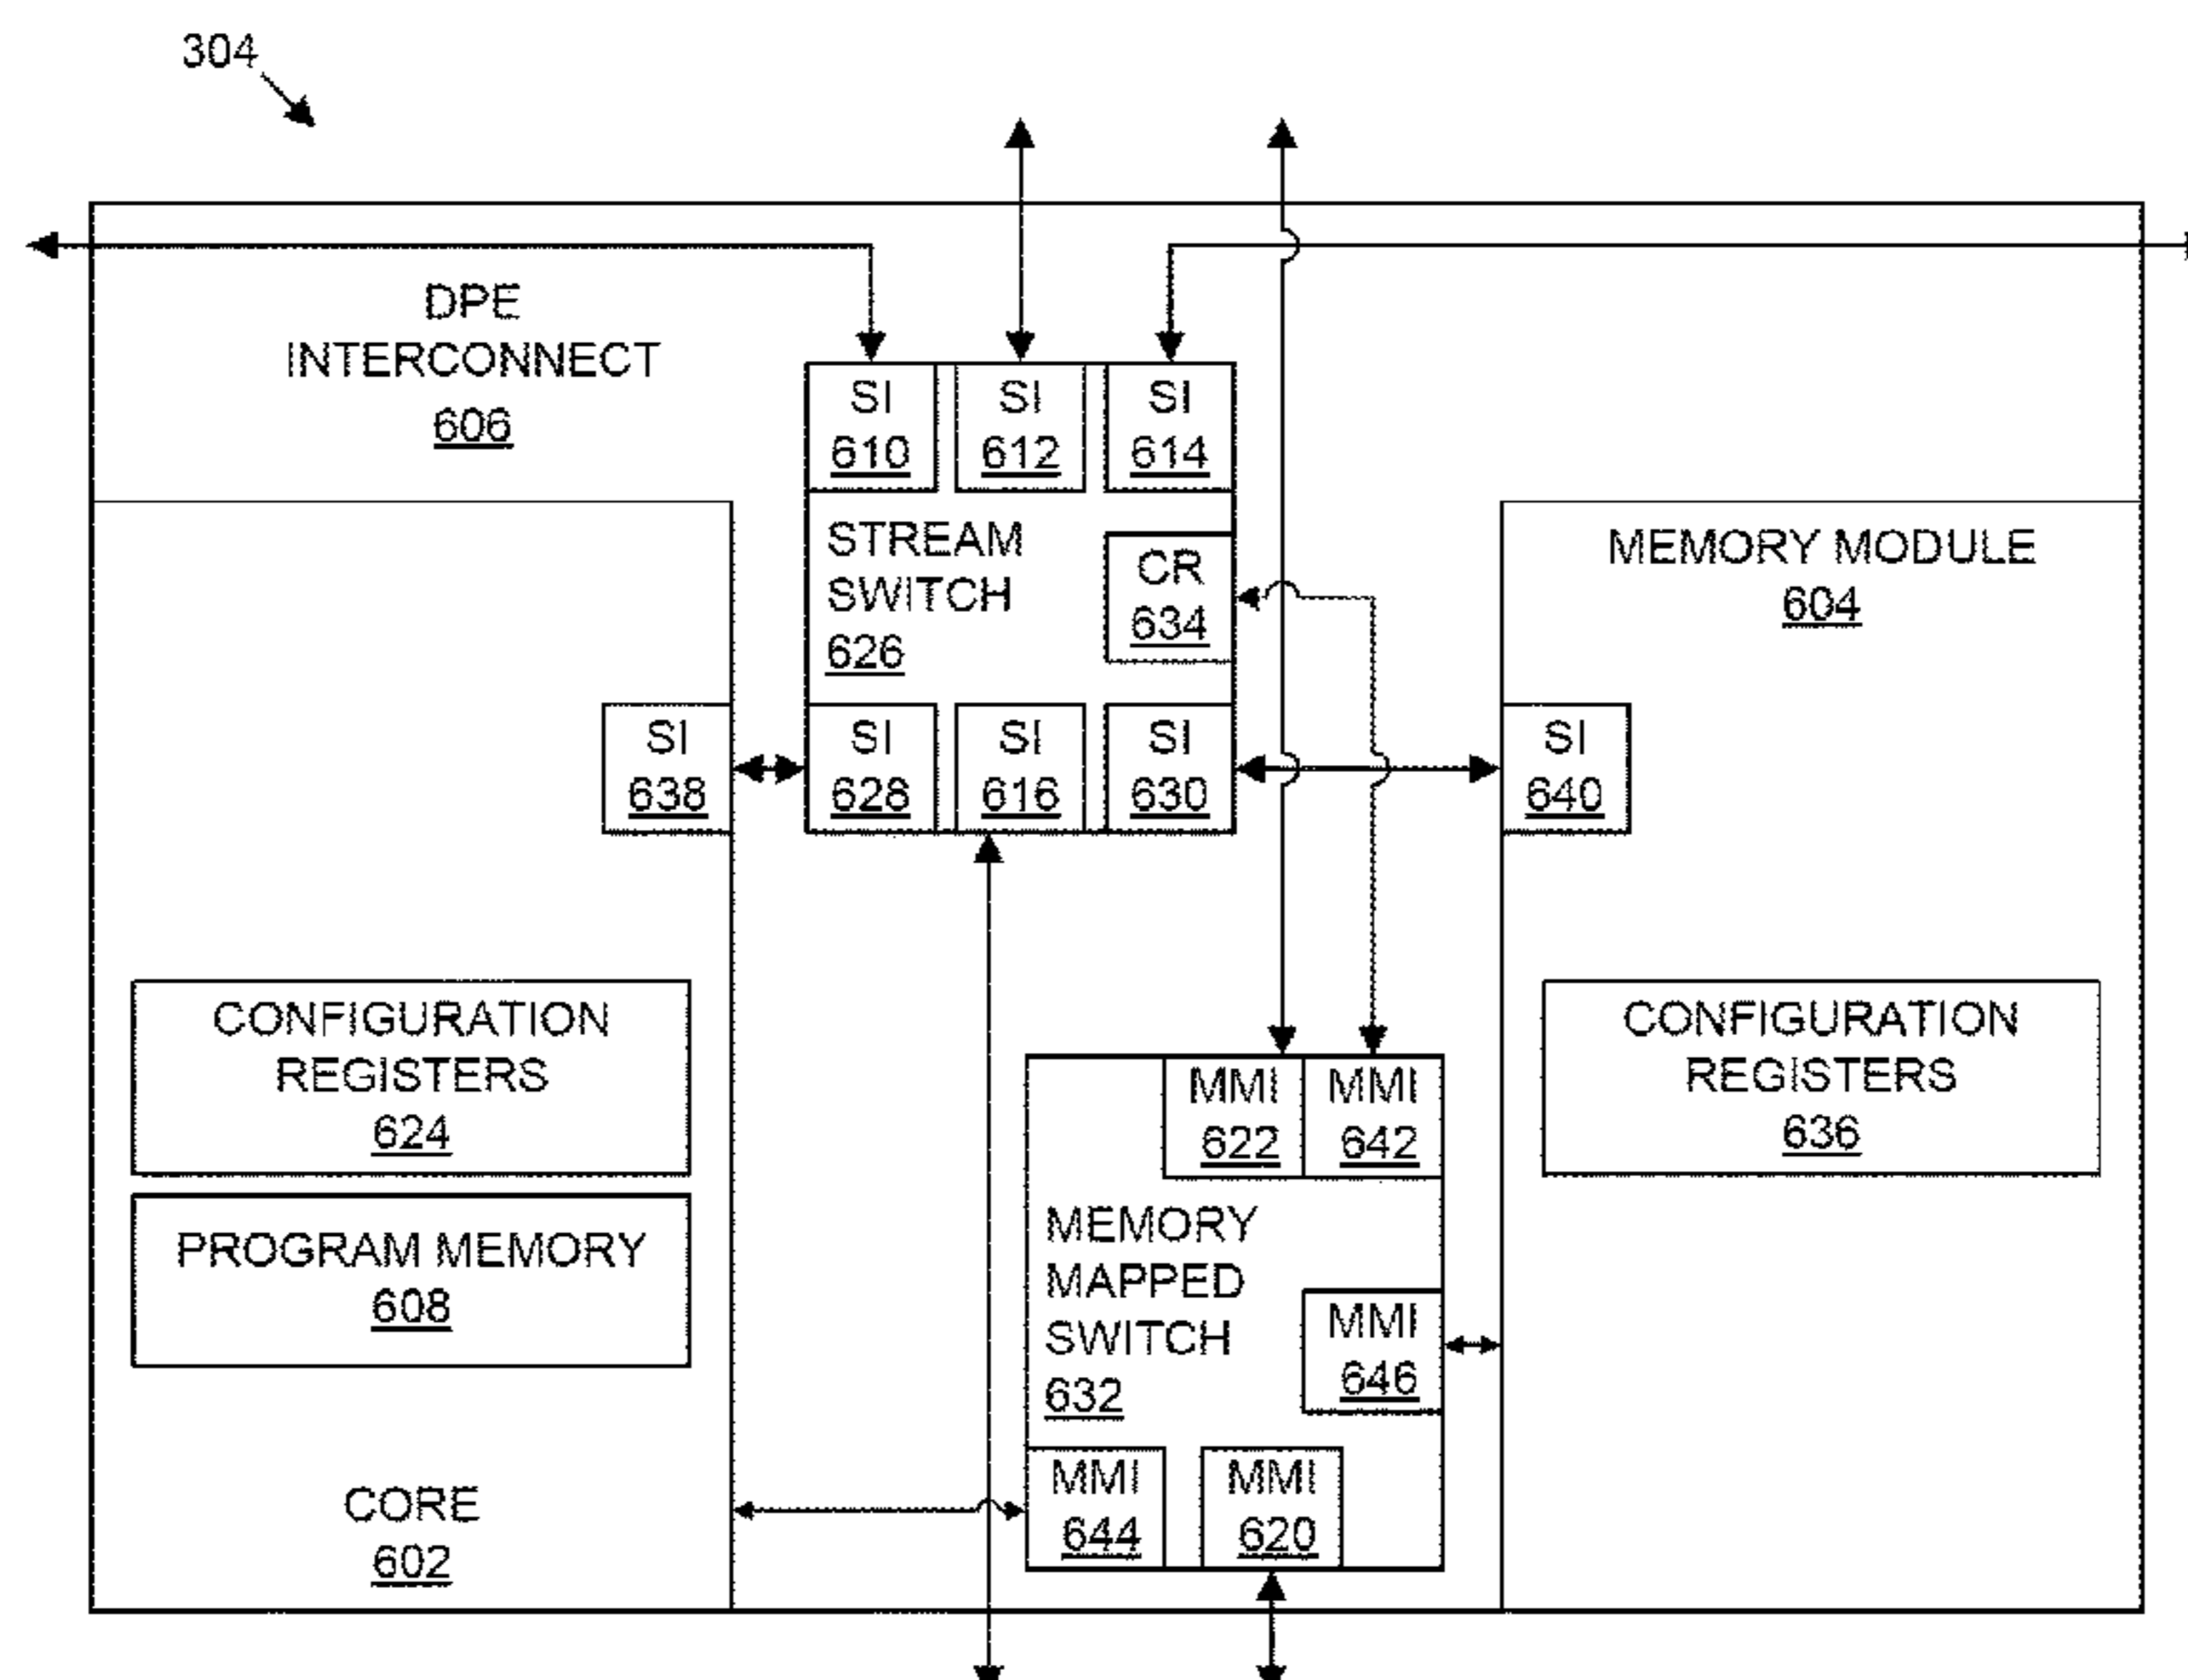 304
DPE
INTERCONNECT
606
SI
610
SI
612
SI
614
STREAM
SWITCH
626
CR
634
SI
628
SI
616
SI
630
SI
638
CONFIGURATION
REGISTERS
624
PROGRAM MEMORY
608
CORE
602
MEMORY MODULE
604
SI
640
CONFIGURATION
REGISTERS
636
MMI
622
MMI
642
MEMORY
MAPPED
SWITCH
632
MMI
646
MMI
644
MMI
620